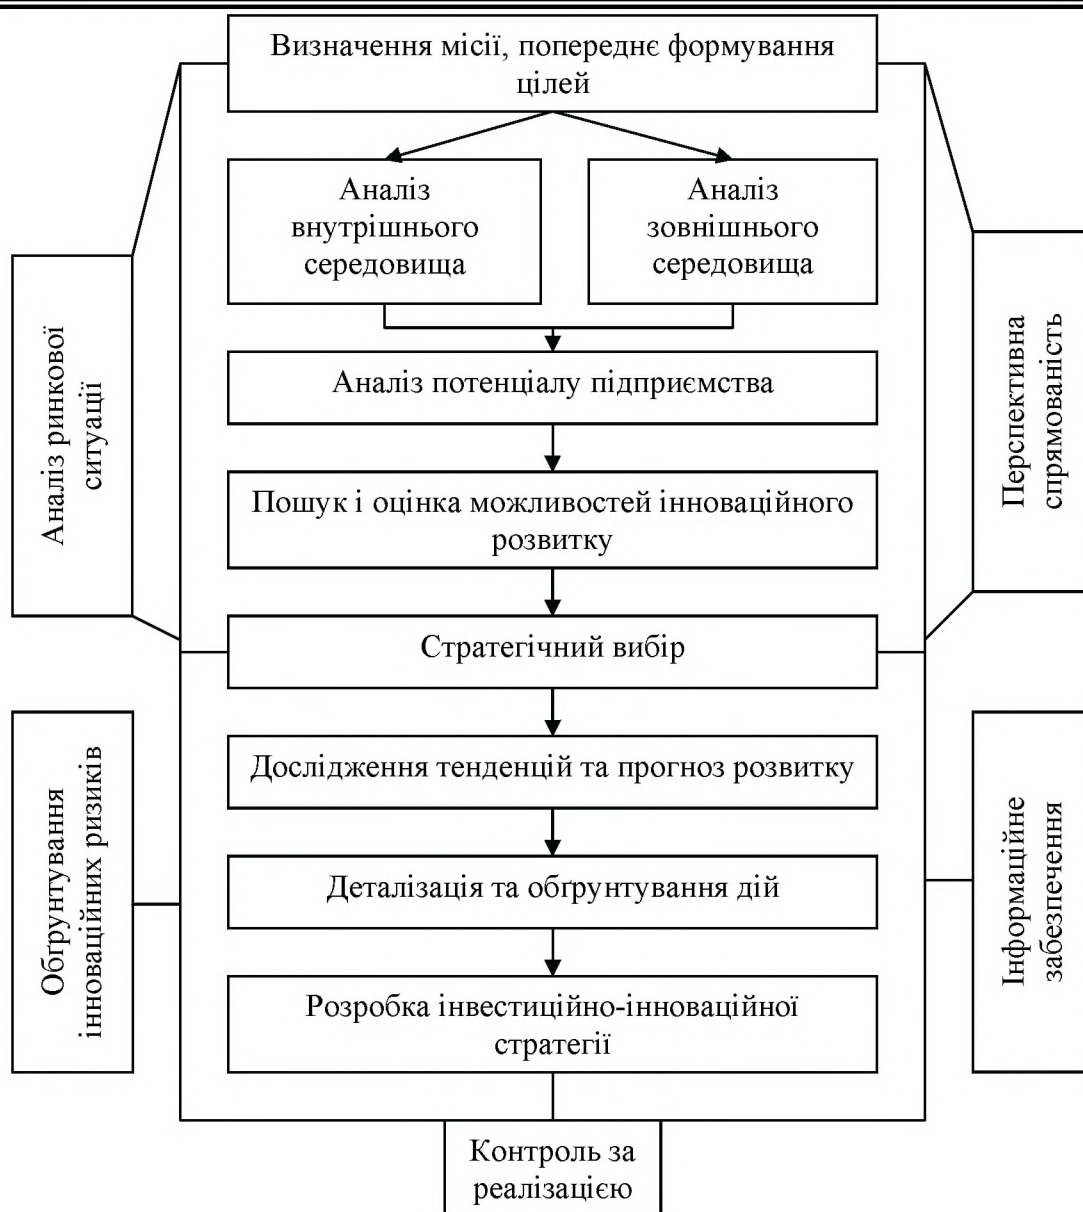 Визначення місії, попереднє формування
цілей
Аналіз
внутрішнього
середовища
Аналіз
зовнішнього
середовища
Аналіз ринкової
ситуації
Перспективна
спрямованість
Аналіз потенціалу підприємства
Пошук і оцінка можливостей інноваційного
розвитку
Стратегічний вибір
Обґрунтування
інноваційних ризиків
Інформаційне
забезпечення
Дослідження тенденцій та прогноз розвитку
Деталізація та обґрунтування дій
Розробка інвестиційно-інноваційної
стратегії
Контроль за
реалізацією